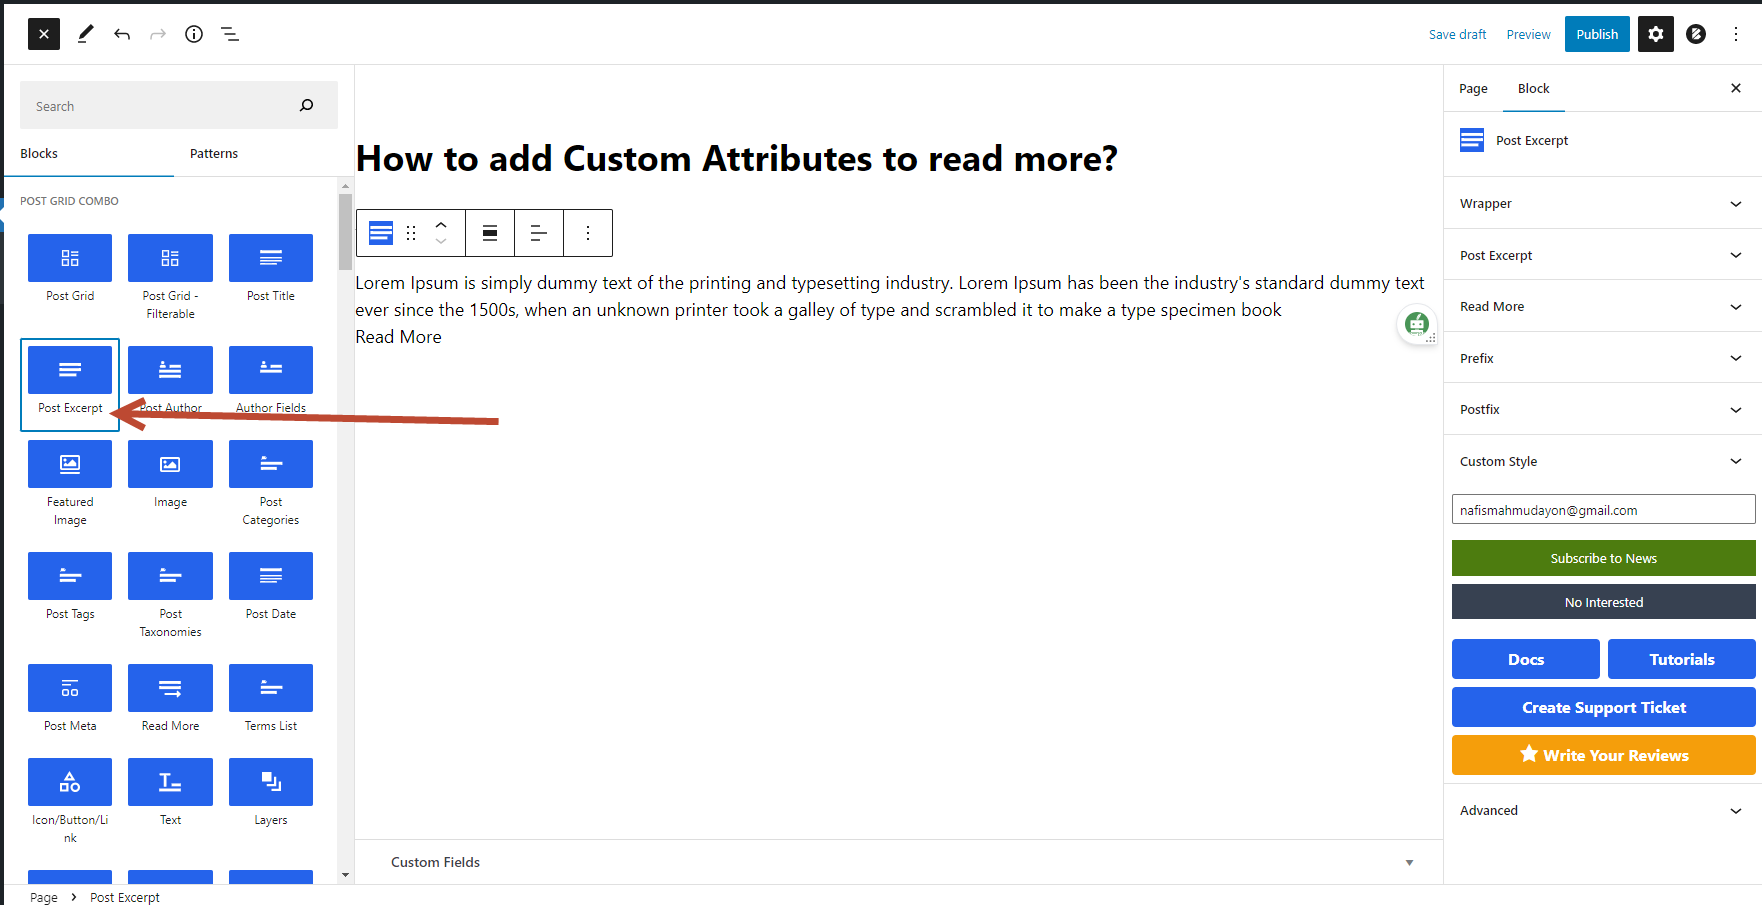 Save draft
Preview
Publish
Search
Blocks
Patterns
POST GRID COMBO
Post Grid
Post Grid -
Filterable
Post Title
Post Excerpt
Post Author
Author Fields
Featured
Image
Image
Post
Categories
Post Tags
Post
Taxonomies
Post Date
Post Meta
Read More
Terms List
Icon/Button/Li
nk
Text
Layers
How to add Custom Attributes to read more?
Lorem Ipsum is simply dummy text of the printing and typesetting industry. Lorem Ipsum has been the industry's standard dummy text
ever since the 1500s, when an unknown printer took a galley of type and scrambled it to make a type specimen book
Read More
Custom Fields
Page
Block
Post Excerpt
Wrapper
Post Excerpt
Read More
Prefix
Postfix
Custom Style
nafismahmudayon@gmail.com
Subscribe to News
No Interested
Docs
Tutorials
Create Support Ticket
Write Your Reviews
Advanced
Page
Post Excerpt